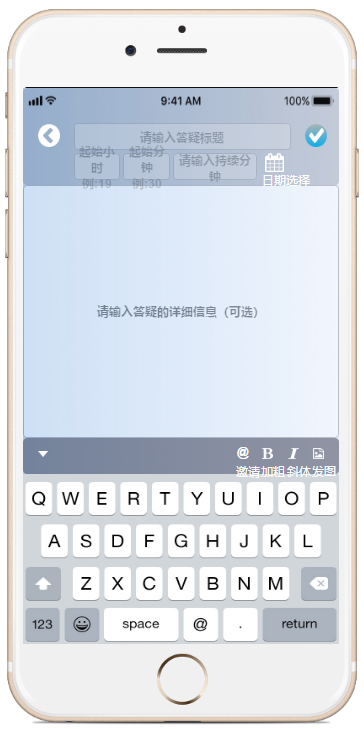 9:41 AM 100%
请输入答疑标题
起始小时 例:19
起始分钟 例:30
请输入持续分钟
日期选择
请输入答疑的详细信息（可选）
@ B I
邀请加粗斜体发图
Q W E R T Y U I O P
A S D F G H J K L
Z X C V B N M
123 space @ . return